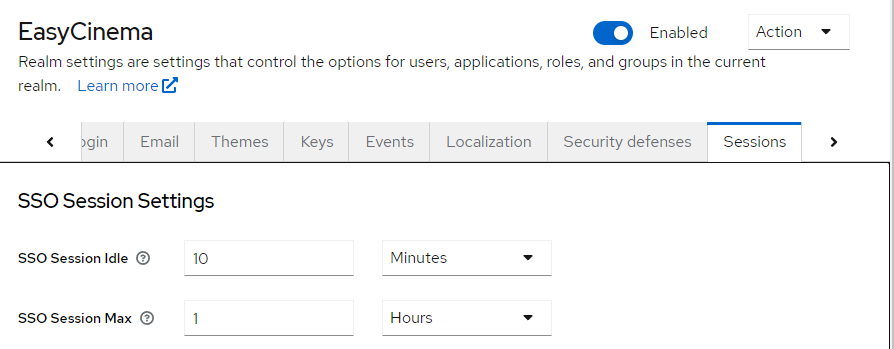 EasyCinema
Enabled
Action
Realm settings are settings that control the options for users, applications, roles, and groups in the current
realm. Learn more
ogin Email Themes Keys Events Localization Security defenses Sessions
SSO Session Settings
SSO Session Idle 10 Minutes
SSO Session Max 1 Hours